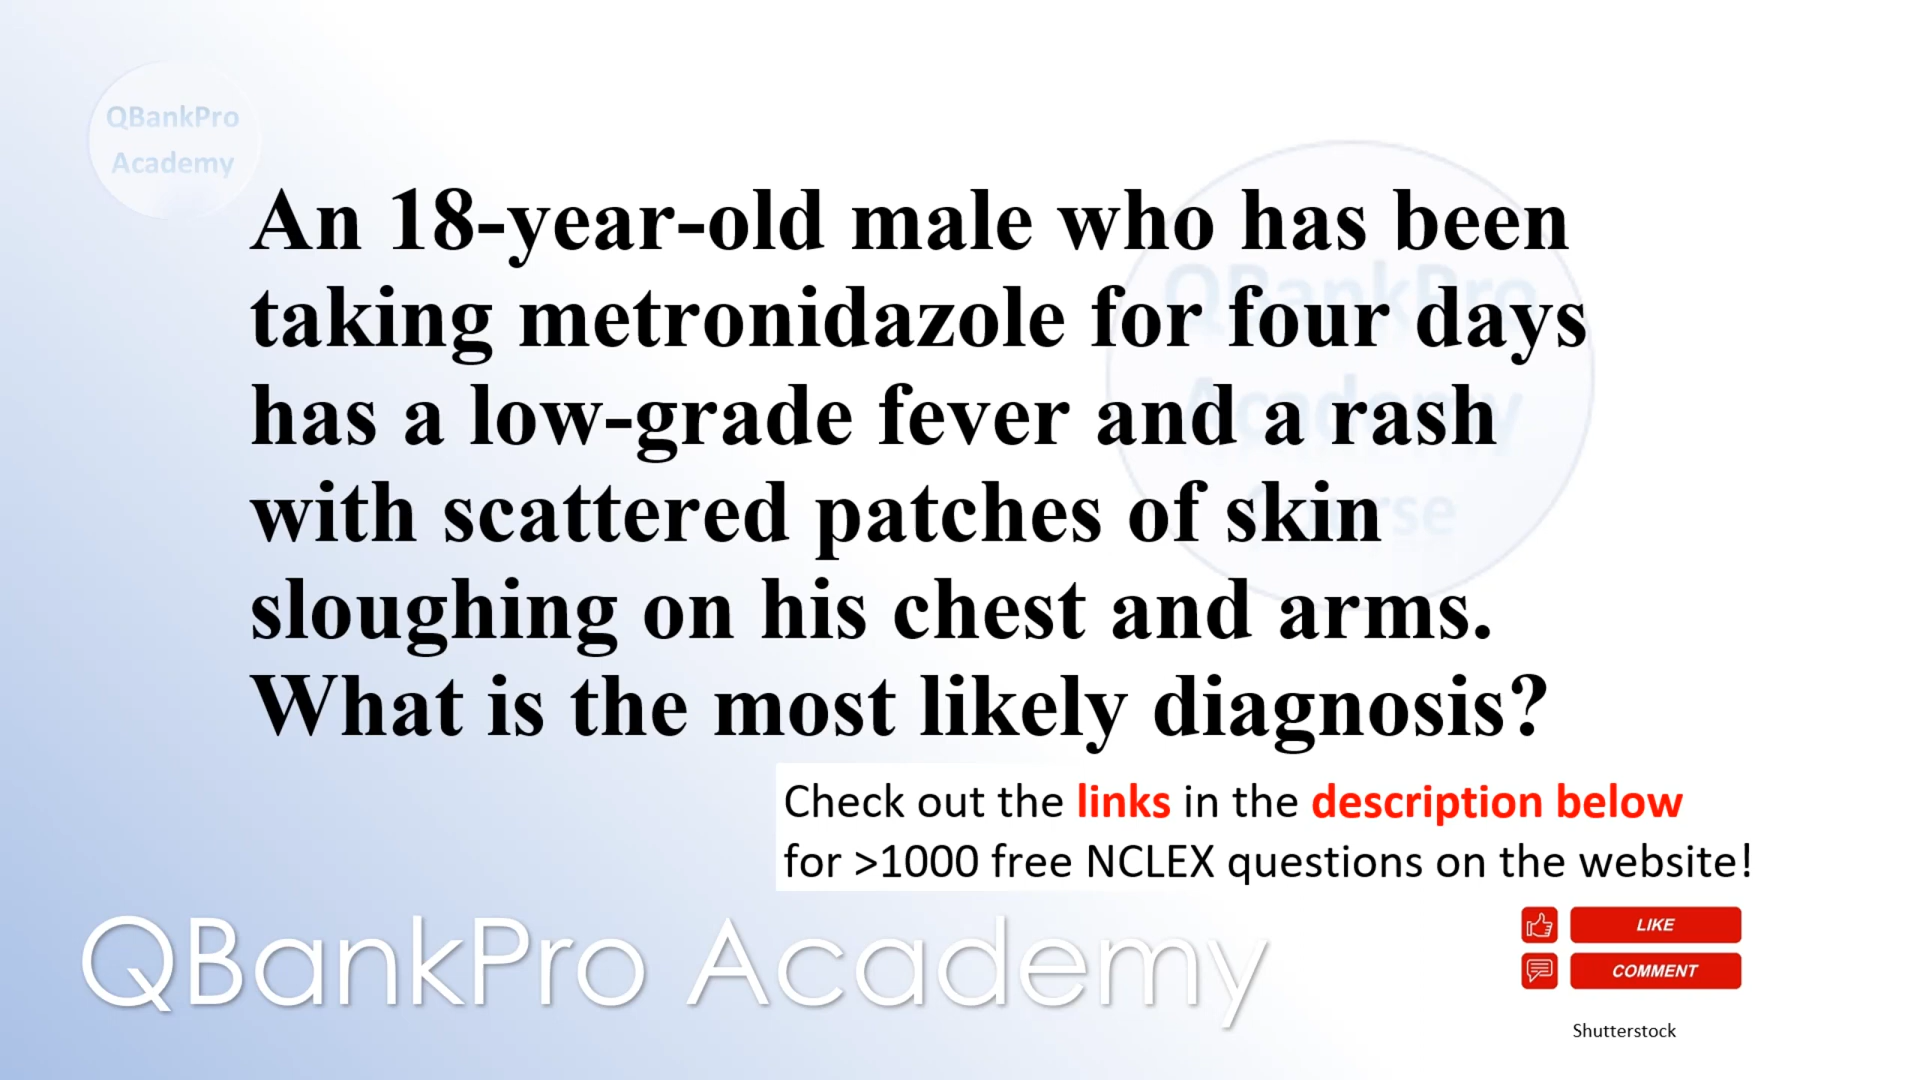 QBankPro
Academy
An 18-year-old male who has been
taking metronidazole for four days
has a low-grade fever and a rash
with scattered patches of skin
sloughing on his chest and arms.
What is the most likely diagnosis?
Check out the links in the description below
for >1000 free NCLEX questions on the website!
QBankPro Academy
LIKE
COMMENT
Shutterstock